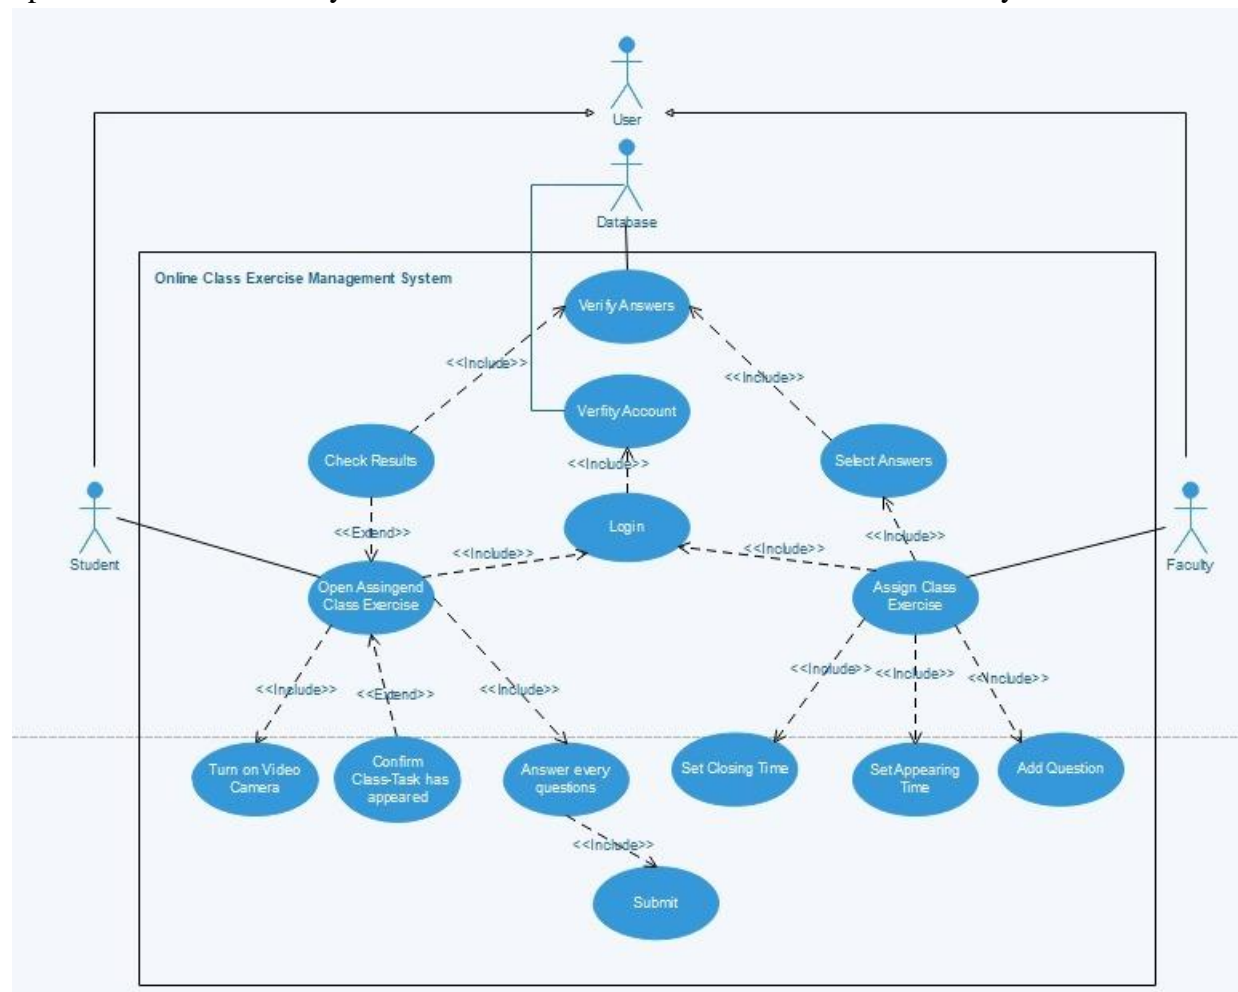 User
Database
Online Class Exercise Management System
Verify Answers
<<Include>>
<<Include>>
Verfity Account
Check Results
<<Include>>
Select Answers
Login
<<Extend>>
<<Include>>
<<Include>>
<<Include>>
Student
Faculty
Open Assingend
Class Exercise
Assign Class
Exercise
<<Include>>
<<Extend>>
<<Include>>
<<Include>>
<<Include>>
<<Include>>
Turn on Video
Camera
Confirm
Class-Task has
appeared
Answer every
questions
Set Closing Time
Set Appearing
Time
Add Question
<<Include>>
Submit